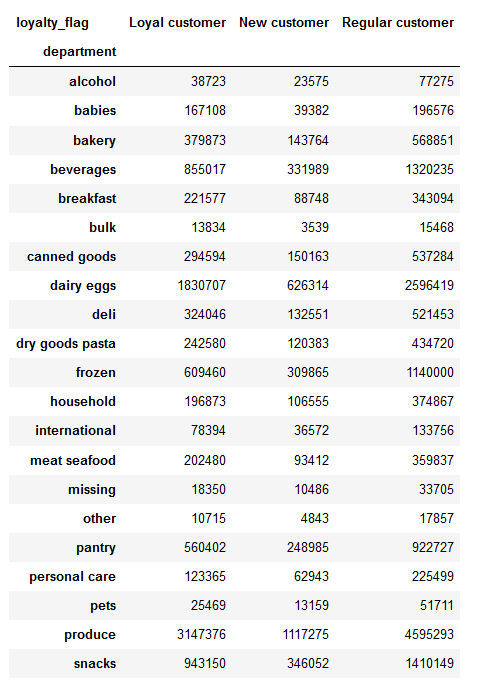 loyalty_flag Loyal customer New customer Regular customer
department
alcohol 38723 23575 77275
babies 167108 39382 196576
bakery 379873 143764 568851
beverages 855017 331989 1320235
breakfast 221577 88748 343094
bulk 13834 3539 15468
canned goods 294594 150163 537284
dairy eggs 1830707 626314 2596419
deli 324046 132551 521453
dry goods pasta 242580 120383 434720
frozen 609460 309865 1140000
household 196873 106555 374867
international 78394 36572 133756
meat seafood 202480 93412 359837
missing 18350 10486 33705
other 10715 4843 17857
pantry 560402 248985 922727
personal care 123365 62943 225499
pets 25469 13159 51711
produce 3147376 1117275 4595293
snacks 943150 346052 1410149